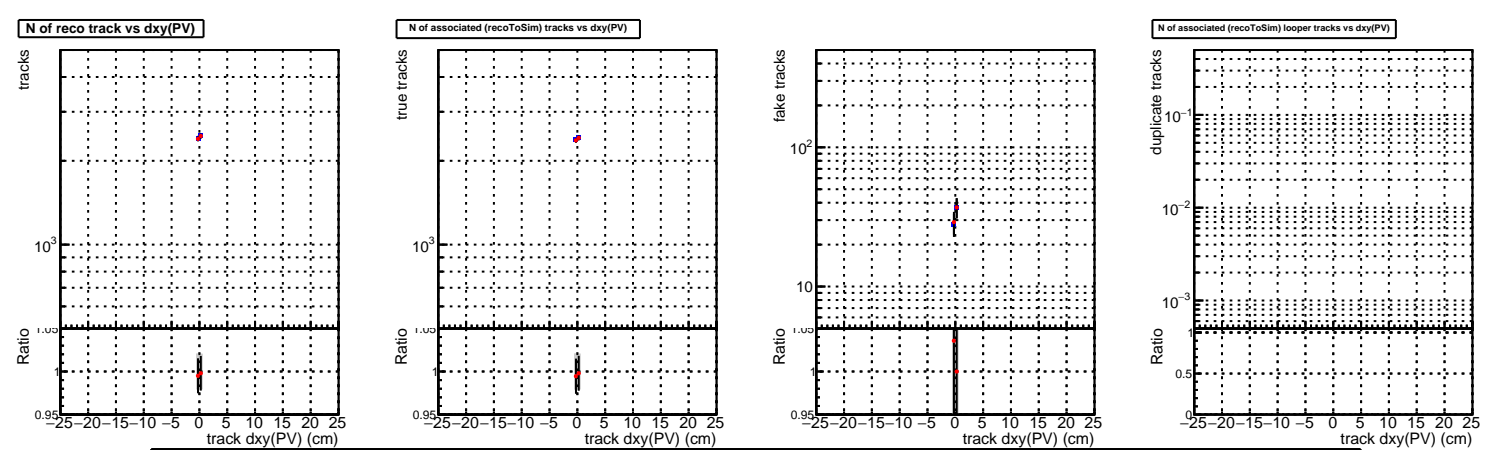 N of reco track vs dxy(PV)
tracks
10³
Ratio
1.05
1
0.95
−25 −20 −15 −10 −5 0 5 10 15 20 25
track dxy(PV) (cm)
N of associated (recoToSim) tracks vs dxy(PV)
true tracks
10³
Ratio
1.05
1
0.95
−25 −20 −15 −10 −5 0 5 10 15 20 25
track dxy(PV) (cm)
fake tracks
10²
10
Ratio
1.05
1
0.95
−25 −20 −15 −10 −5 0 5 10 15 20 25
track dxy(PV) (cm)
N of associated (recoToSim) looper tracks vs dxy(PV)
duplicate tracks
10⁻¹
10⁻²
10⁻³
Ratio
1
0.5
0
−25 −20 −15 −10 −5 0 5 10 15 20 25
track dxy(PV) (cm)